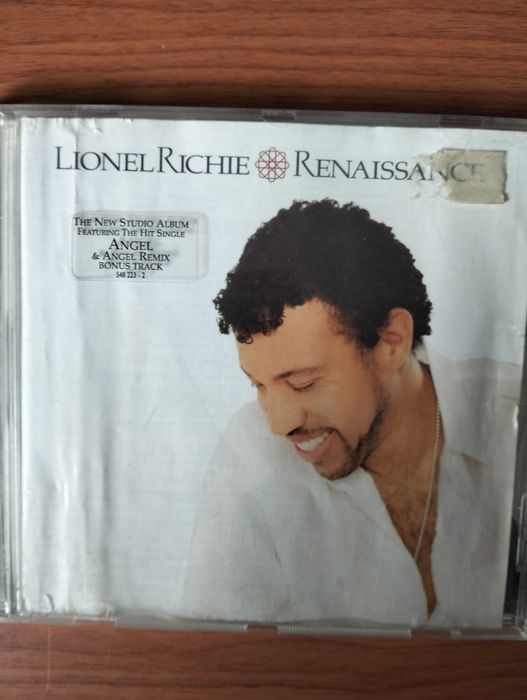 LIONEL RICHIE RENAISSANCE
THE NEW STUDIO ALBUM
FEATURING THE HIT SINGLE
ANGEL
& ANGEL REMIX
BONUS TRACK
548 223 - 2